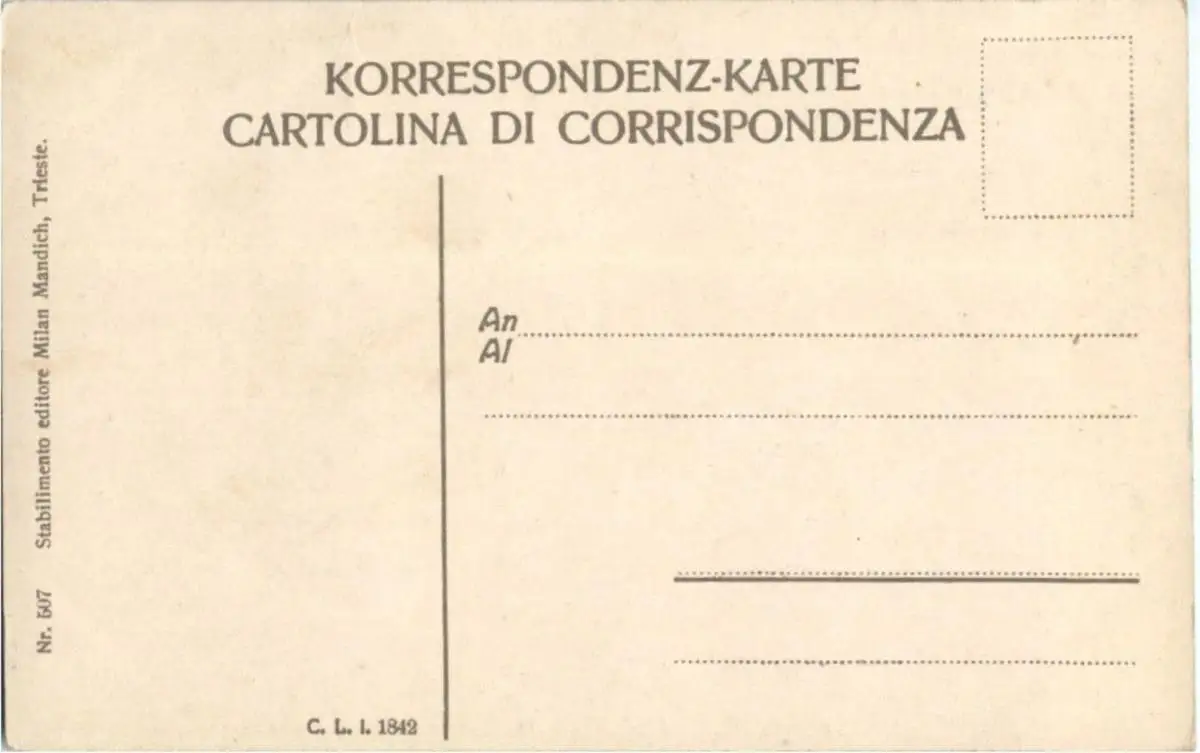 KORRESPONDENZ-KARTE
CARTOLINA DI CORRISPONDENZA
An
Al
Nr. 507 Stabilimento editore Milan Mandich, Trieste.
C. L. I. 1842